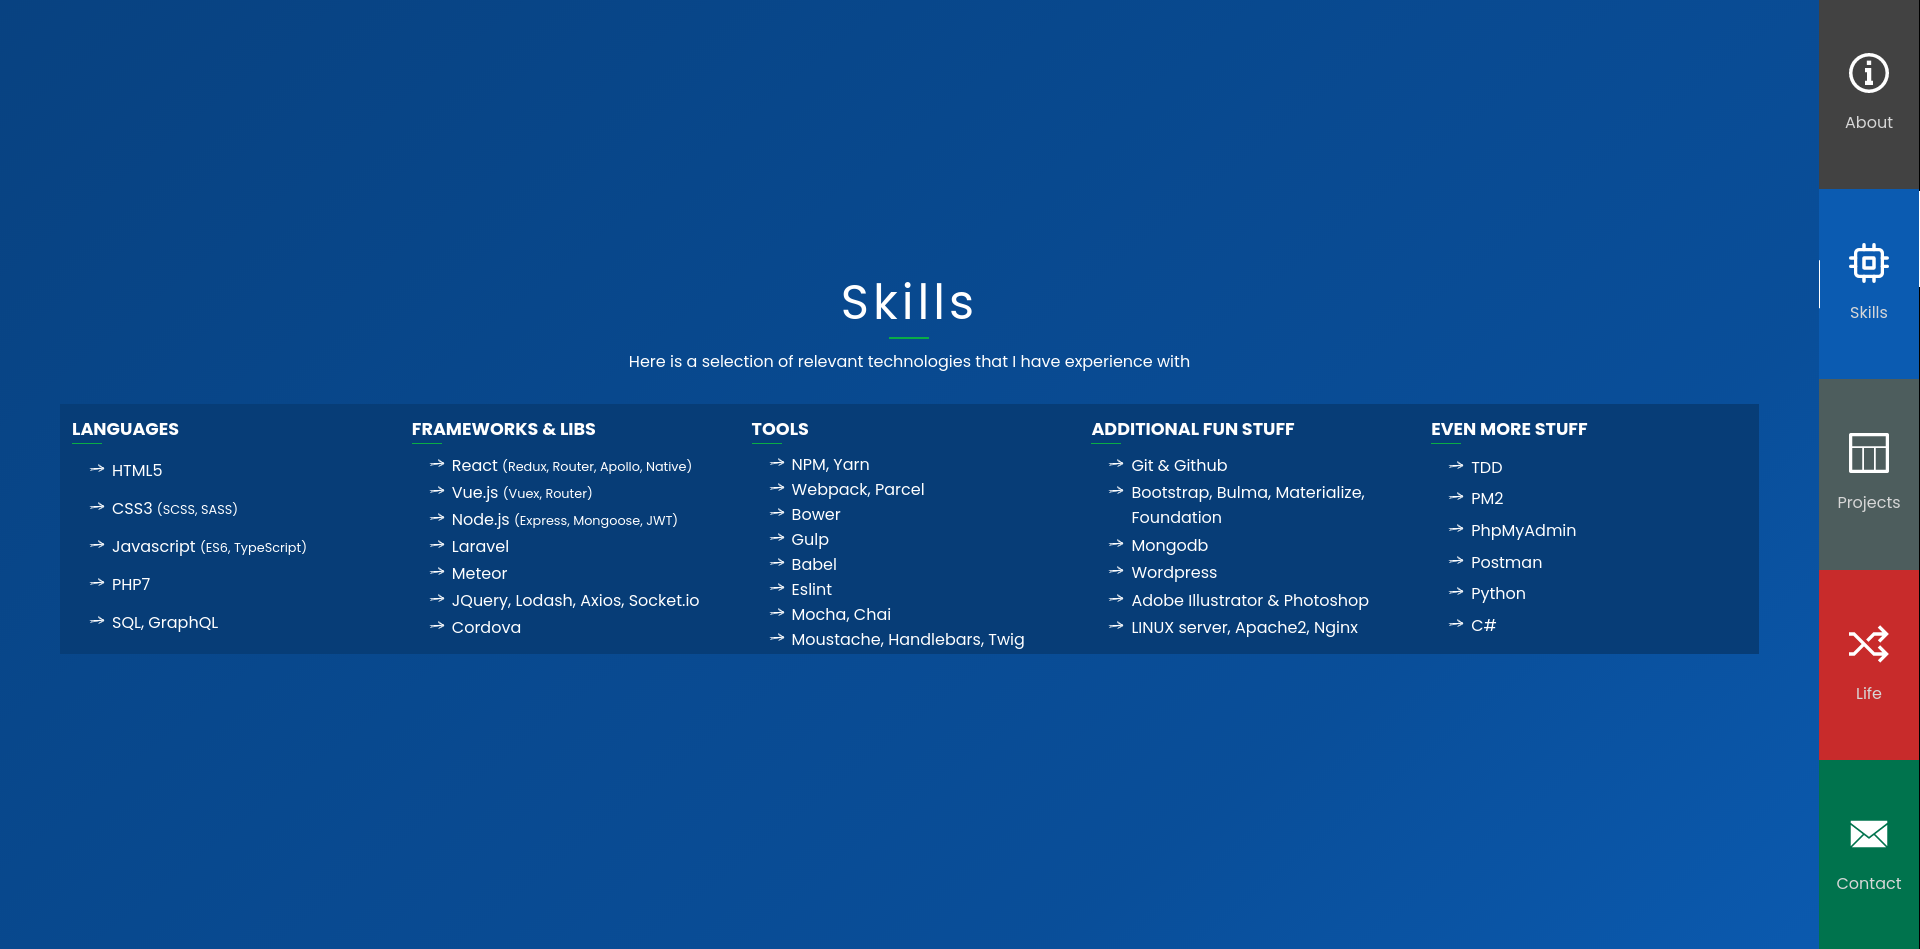 Skills
Here is a selection of relevant technologies that I have experience with
LANGUAGES
HTML5
CSS3 (SCSS, SASS)
Javascript (ES6, TypeScript)
PHP7
SQL, GraphQL
FRAMEWORKS & LIBS
React (Redux, Router, Apollo, Native)
Vue.js (Vuex, Router)
Node.js (Express, Mongoose, JWT)
Laravel
Meteor
JQuery, Lodash, Axios, Socket.io
Cordova
TOOLS
NPM, Yarn
Webpack, Parcel
Bower
Gulp
Babel
Eslint
Mocha, Chai
Moustache, Handlebars, Twig
ADDITIONAL FUN STUFF
Git & Github
Bootstrap, Bulma, Materialize,
Foundation
Mongodb
Wordpress
Adobe Illustrator & Photoshop
LINUX server, Apache2, Nginx
EVEN MORE STUFF
TDD
PM2
PhpMyAdmin
Postman
Python
C#
About
Skills
Projects
Life
Contact